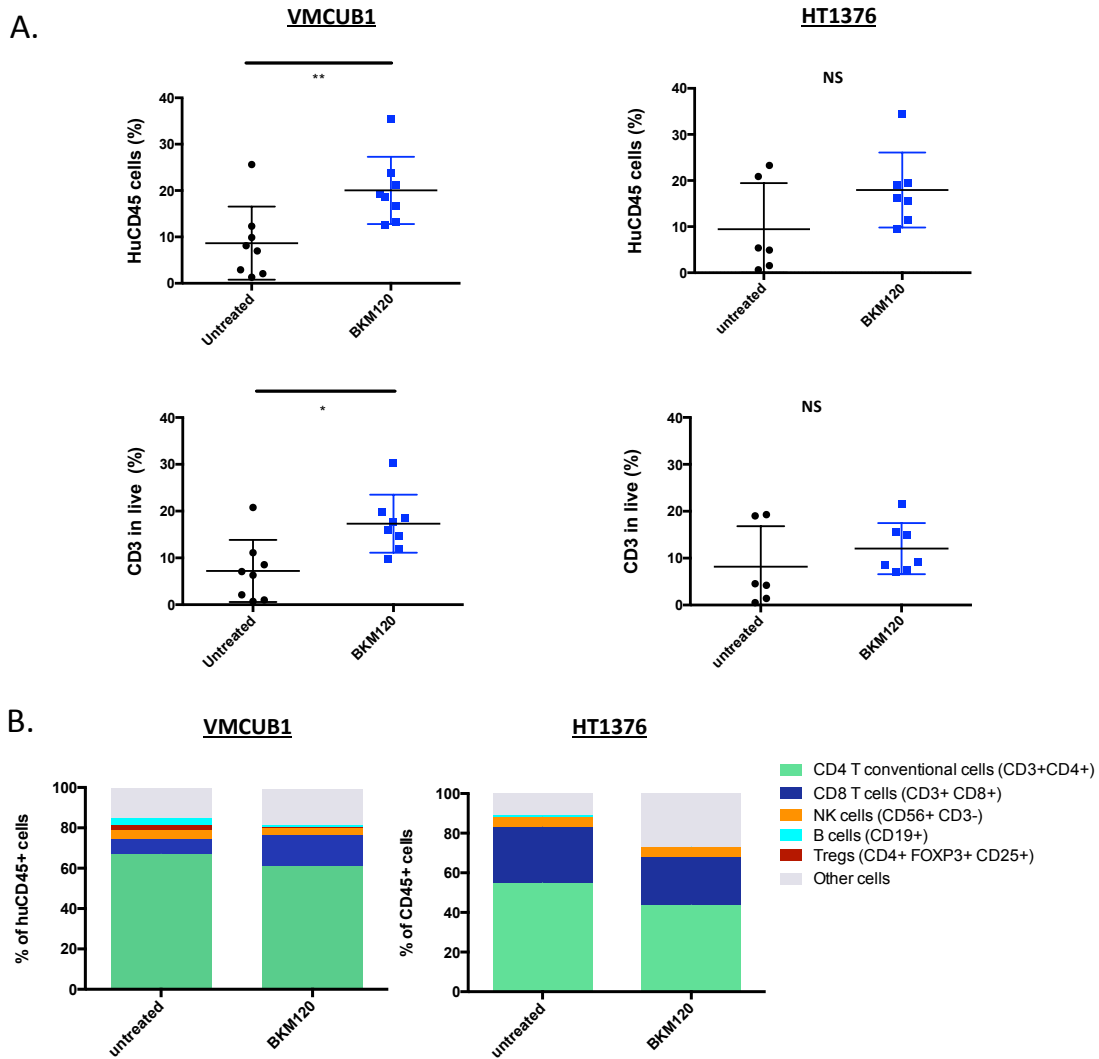 A.
VMCUB1
HT1376
**
NS
HuCD45 cells (%)
40
30
20
10
0
Untreated
BKM120
HuCD45 cells (%)
40
30
20
10
0
untreated
BKM120
*
NS
CD3 in live (%)
40
30
20
10
0
Untreated
BKM120
CD3 in live (%)
40
30
20
10
0
untreated
BKM120
B.
VMCUB1
HT1376
% of huCD45+ cells
100
80
60
40
20
0
untreated
BKM120
% of CD45+ cells
100
80
60
40
20
0
untreated
BKM120
CD4 T conventional cells (CD3+CD4+)
CD8 T cells (CD3+ CD8+)
NK cells (CD56+ CD3-)
B cells (CD19+)
Tregs (CD4+ FOXP3+ CD25+)
Other cells